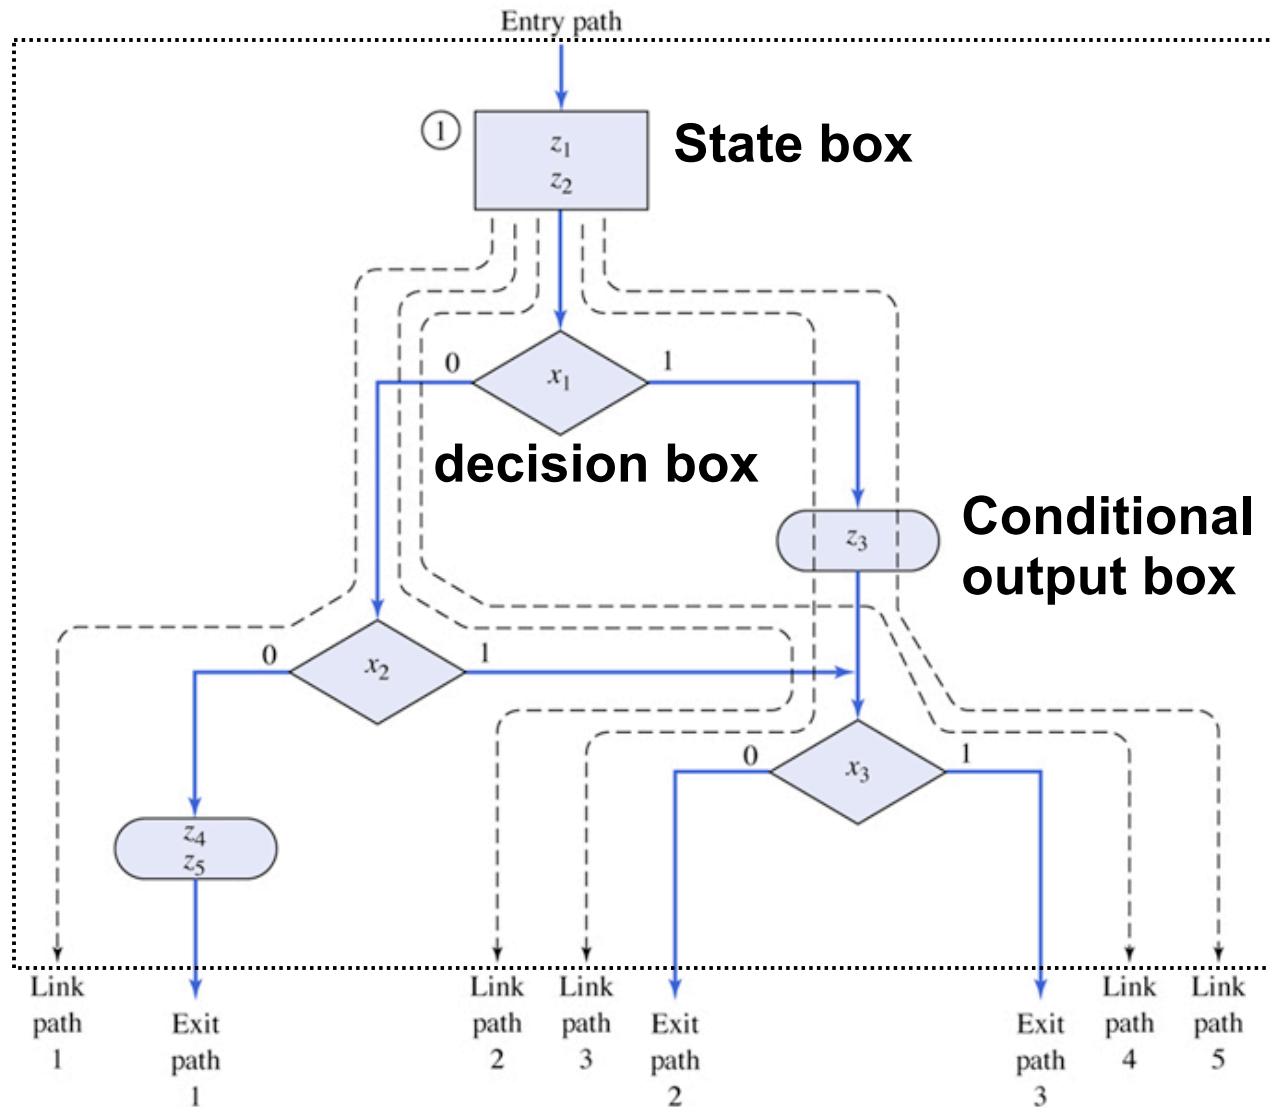 Entry path
1
z1
z2
State box
0
x1
1
decision box
z3
Conditional
output box
0
x2
1
0
x3
1
z4
z5
Link
path
1
Exit
path
1
Link
path
2
Link
path
3
Exit
path
2
Exit
path
3
Link
path
4
Link
path
5